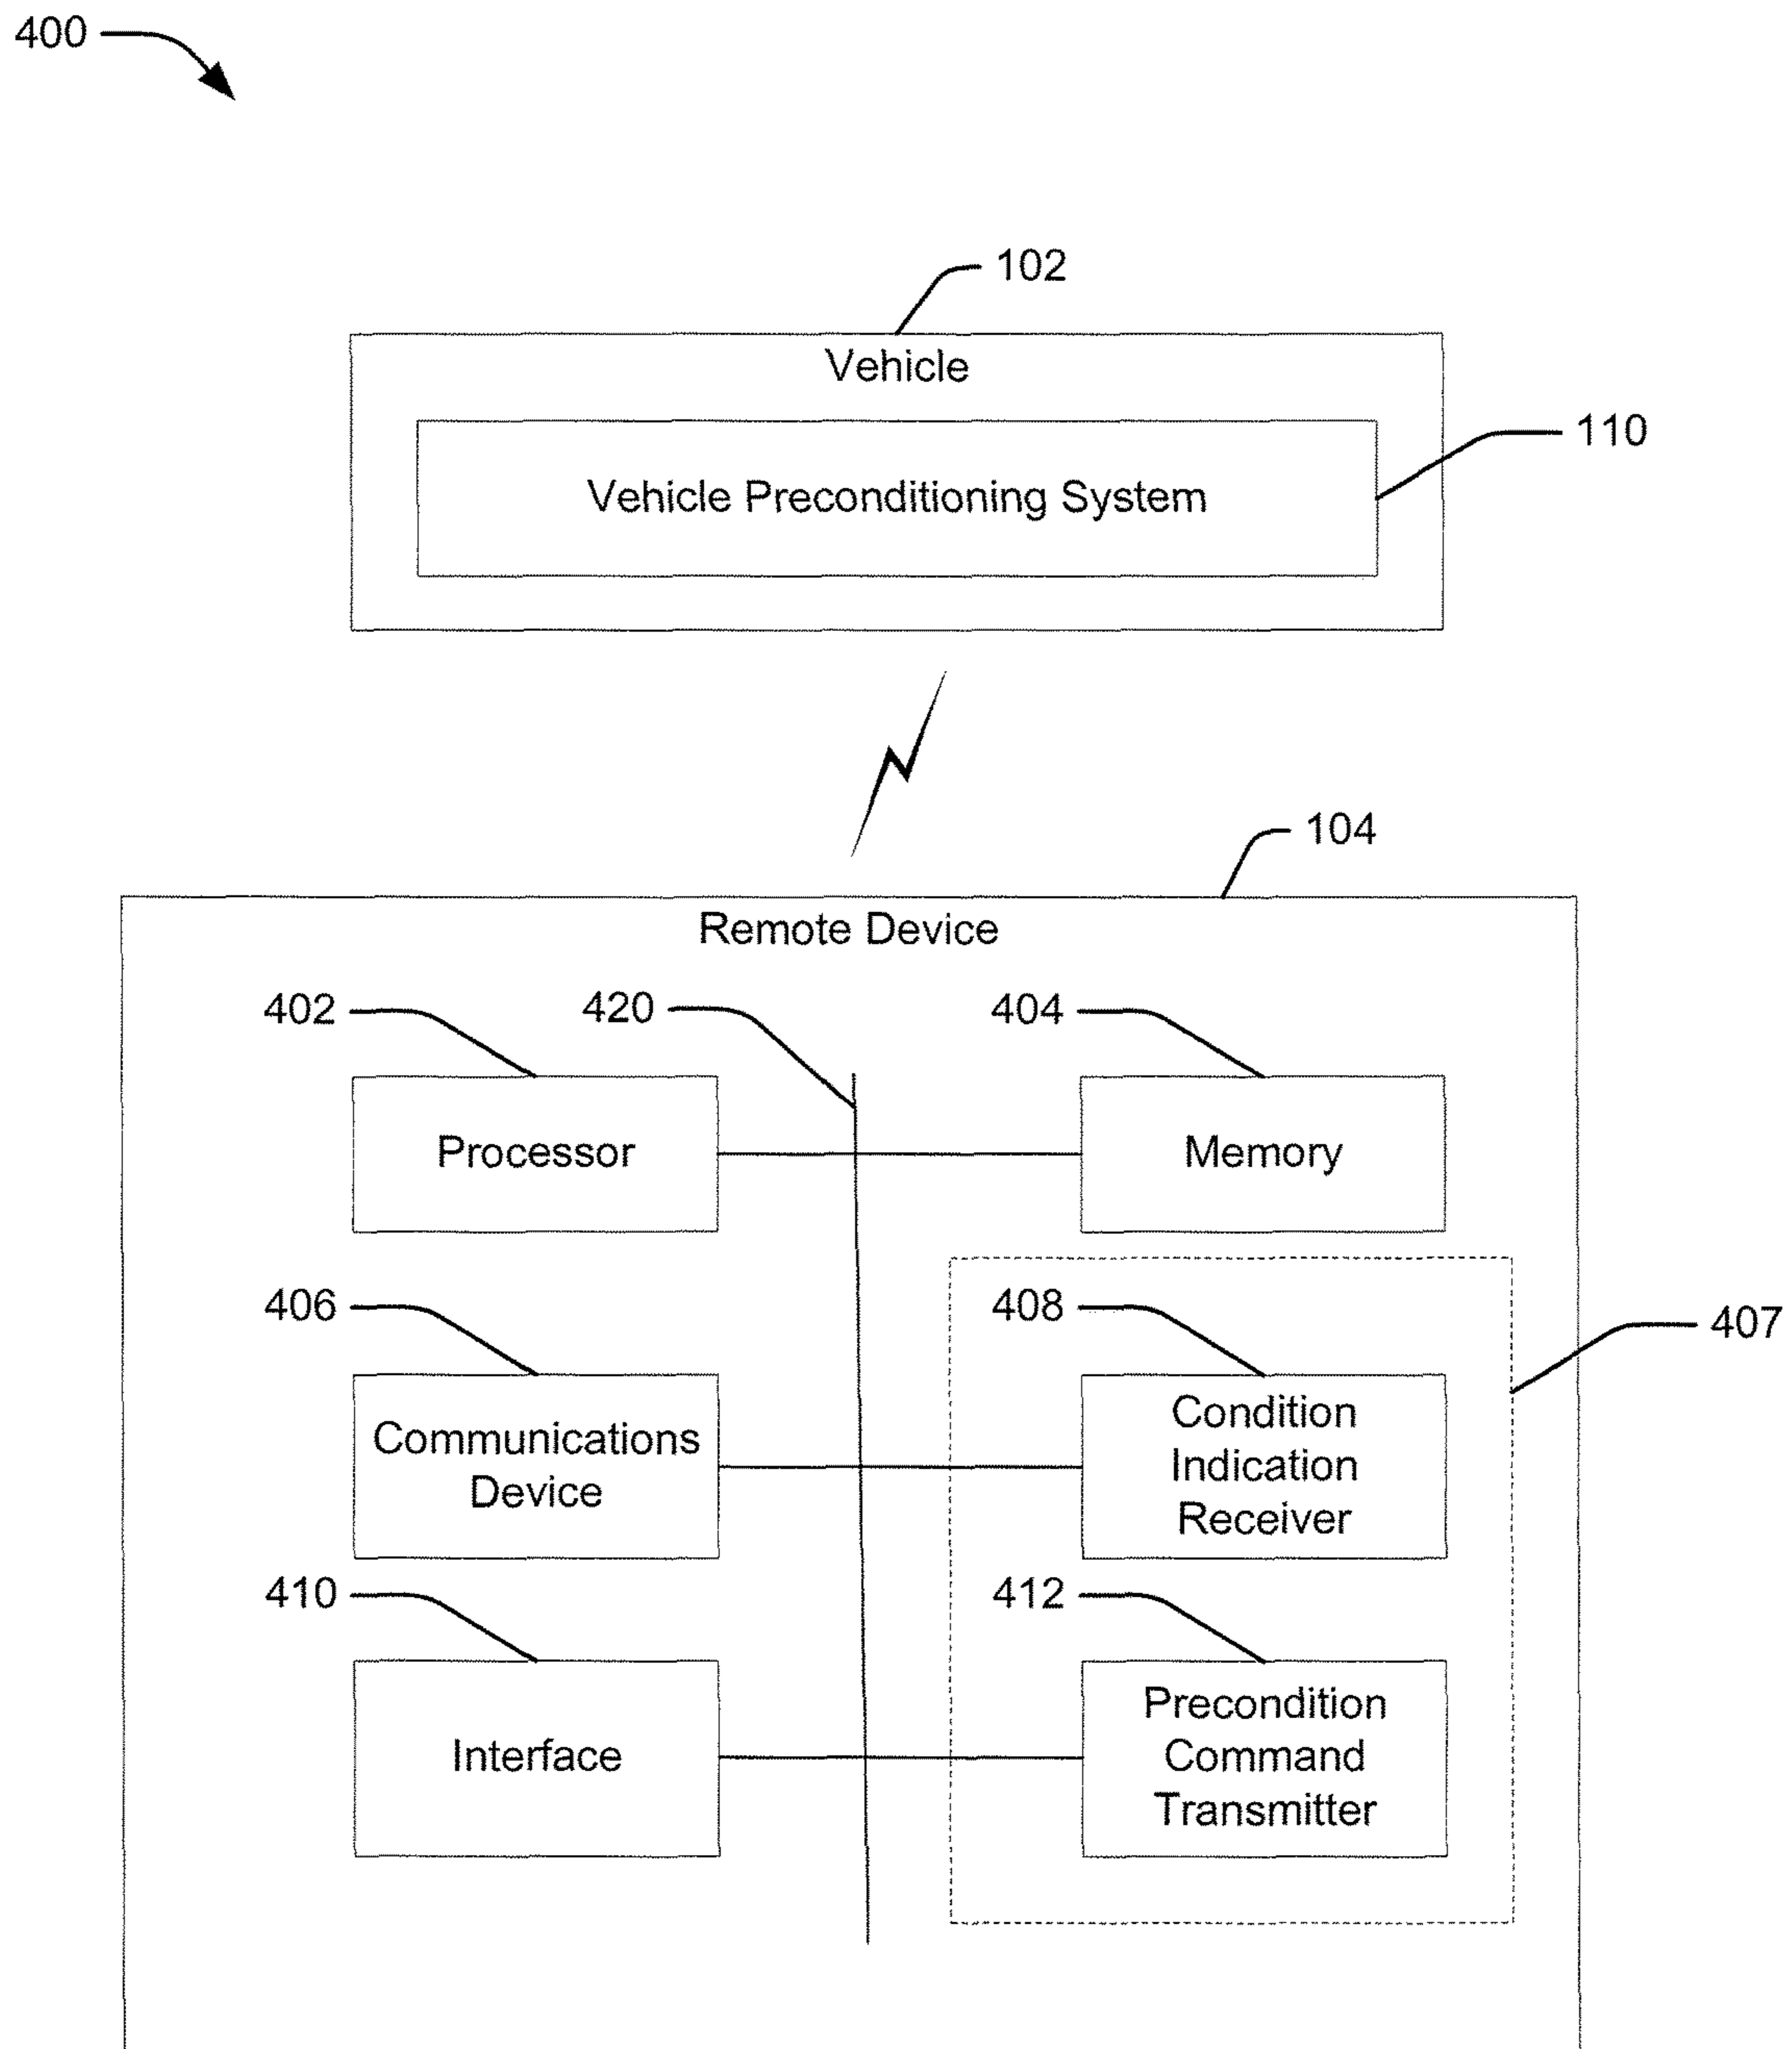 400
102
Vehicle
110
Vehicle Preconditioning System
104
Remote Device
402
420
404
Processor
Memory
406
408
407
Communications
Device
Condition
Indication
Receiver
410
412
Interface
Precondition
Command
Transmitter